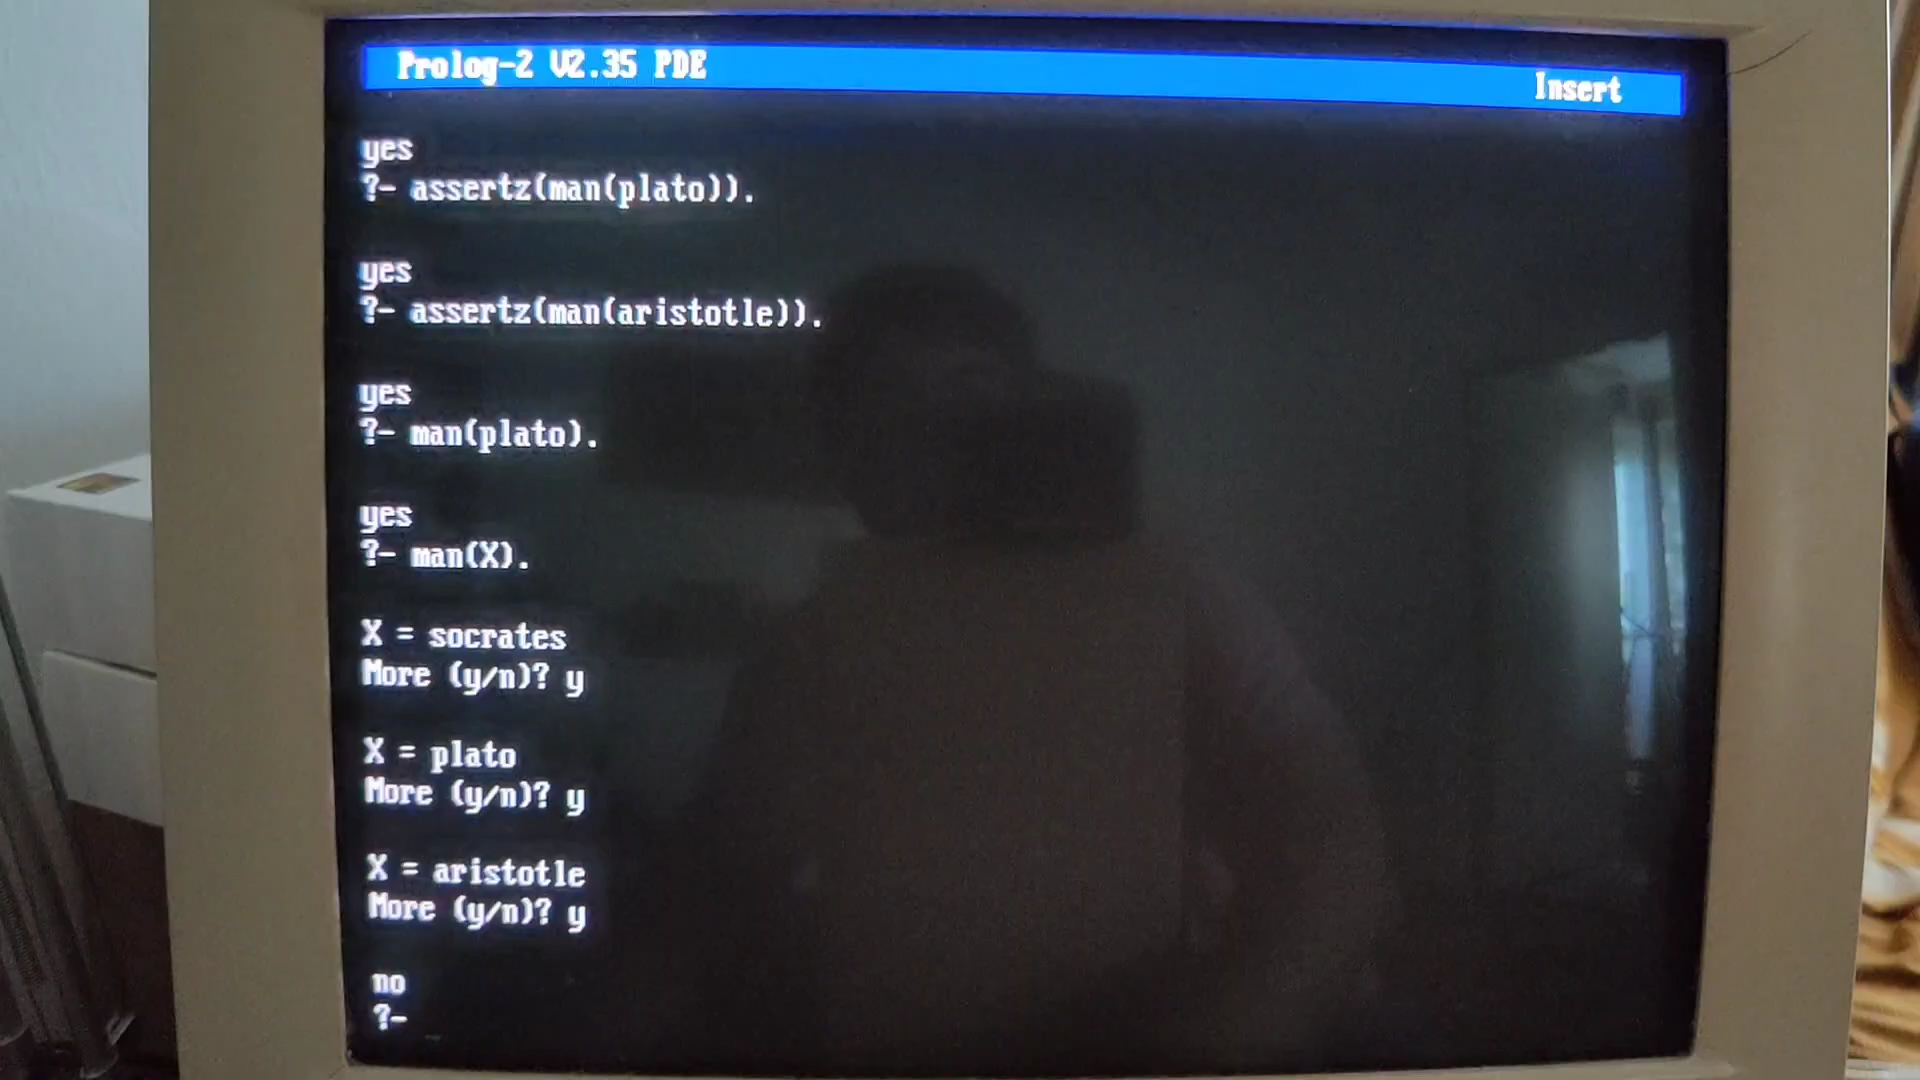 Prolog-2 V2.35 PDE
Insert
yes
?- assertz(man(plato)).
yes
?- assertz(man(aristotle)).
yes
?- man(plato).
yes
?- man(X).
X = socrates
More (y/n)? y
X = plato
More (y/n)? y
X = aristotle
More (y/n)? y
no
?-